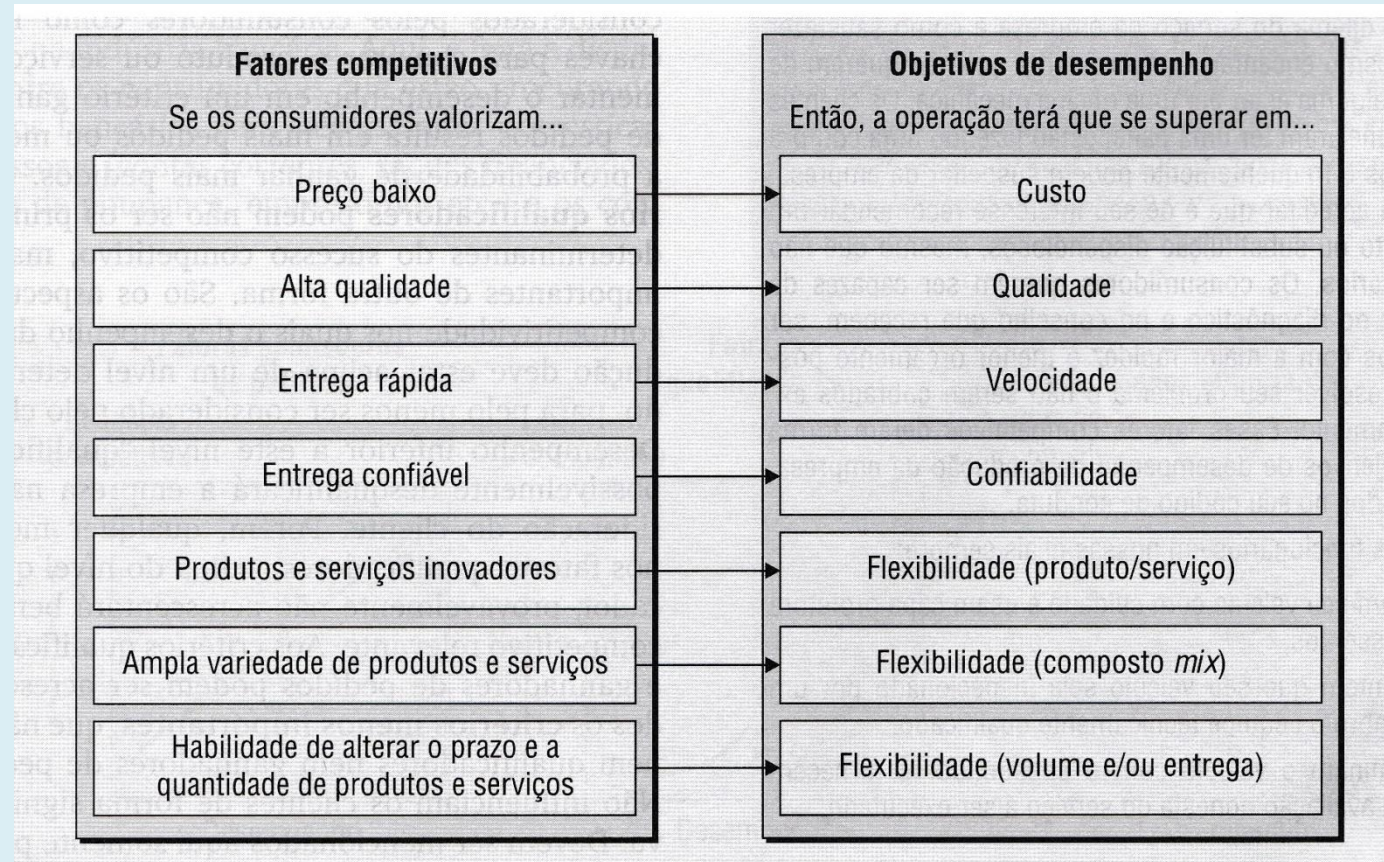 Fatores competitivos
Se os consumidores valorizam...
Preço baixo
Alta qualidade
Entrega rápida
Entrega confiável
Produtos e serviços inovadores
Ampla variedade de produtos e serviços
Habilidade de alterar o prazo e a
quantidade de produtos e serviços
Objetivos de desempenho
Então, a operação terá que se superar em...
Custo
Qualidade
Velocidade
Confiabilidade
Flexibilidade (produto/serviço)
Flexibilidade (composto mix)
Flexibilidade (volume e/ou entrega)